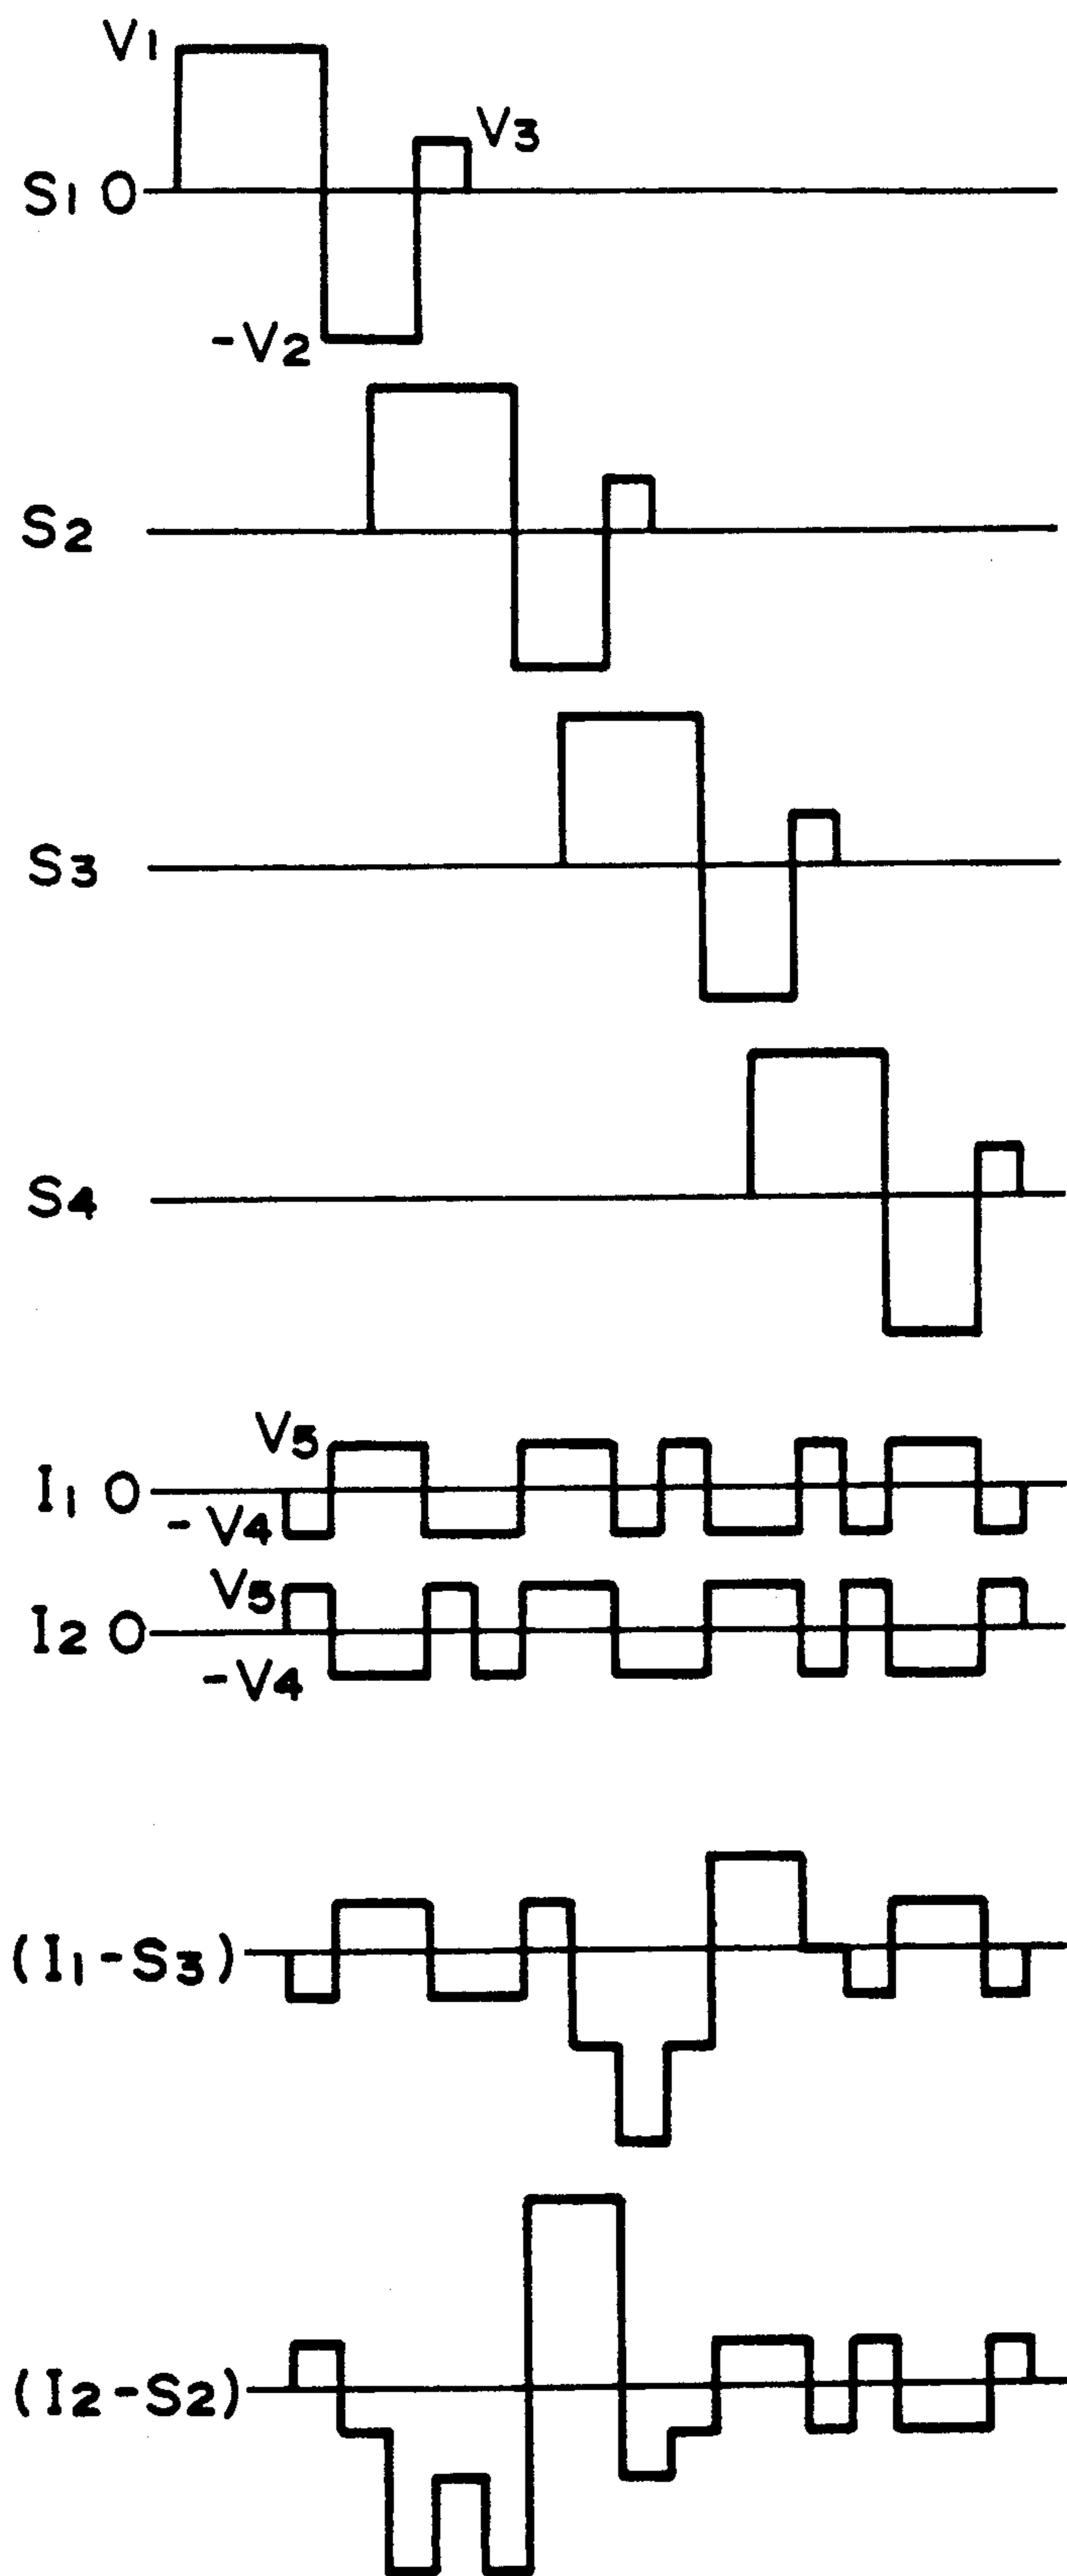 V1
V3
S1 0
-V2
S2
S3
S4
V5
I1 0
-V4
V5
I2 0
-V4
(I1-S3)
(I2-S2)